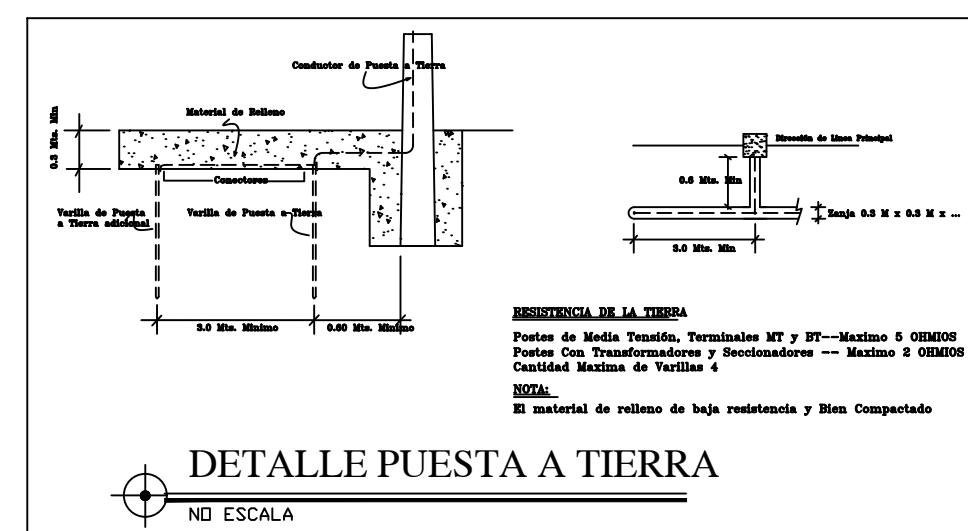 Conductor de Puesta a Tierra
Material de Relleno
0.3 Mts. Min
Conectores
Varilla de Puesta
a Tierra adicional
Varilla de Puesta a Tierra
3.0 Mts. Minimo
0.60 Mts. Minimo
Dirección de Linea Principal
0.6 Mts. Min
Zanja 0.3 M x 0.3 M x ...
3.0 Mts. Min
RESISTENCIA DE LA TIERRA
Postes de Media Tensión, Terminales MT y BT--Maximo 5 OHMIOS
Postes Con Transformadores y Seccionadores -- Maximo 2 OHMIOS
Cantidad Maxima de Varillas 4
NOTA:
El material de relleno de baja resistencia y Bien Compactado
DETALLE PUESTA A TIERRA
NO ESCALA